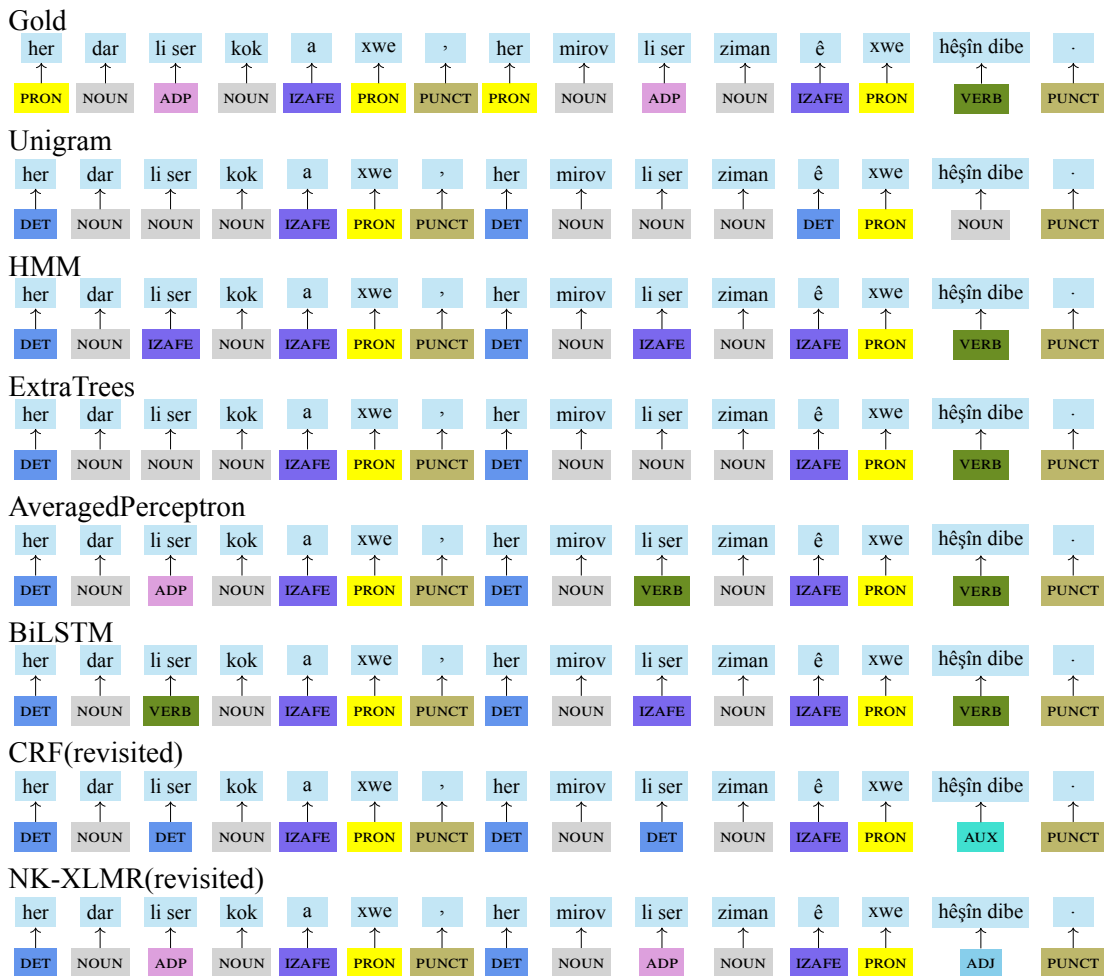 Gold
her dar li ser kok a xwe , her mirov li ser ziman ê xwe hêşîn dibe .
PRON NOUN ADP NOUN IZAFE PRON PUNCT PRON NOUN ADP NOUN IZAFE PRON VERB PUNCT
Unigram
her dar li ser kok a xwe , her mirov li ser ziman ê xwe hêşîn dibe .
DET NOUN NOUN NOUN IZAFE PRON PUNCT DET NOUN NOUN NOUN DET PRON NOUN PUNCT
HMM
her dar li ser kok a xwe , her mirov li ser ziman ê xwe hêşîn dibe .
DET NOUN IZAFE NOUN IZAFE PRON PUNCT DET NOUN IZAFE NOUN IZAFE PRON VERB PUNCT
ExtraTrees
her dar li ser kok a xwe , her mirov li ser ziman ê xwe hêşîn dibe .
DET NOUN NOUN NOUN IZAFE PRON PUNCT DET NOUN NOUN NOUN IZAFE PRON VERB PUNCT
AveragedPerceptron
her dar li ser kok a xwe , her mirov li ser ziman ê xwe hêşîn dibe .
DET NOUN ADP NOUN IZAFE PRON PUNCT DET NOUN VERB NOUN IZAFE PRON VERB PUNCT
BiLSTM
her dar li ser kok a xwe , her mirov li ser ziman ê xwe hêşîn dibe .
DET NOUN VERB NOUN IZAFE PRON PUNCT DET NOUN IZAFE NOUN IZAFE PRON VERB PUNCT
CRF(revisited)
her dar li ser kok a xwe , her mirov li ser ziman ê xwe hêşîn dibe .
DET NOUN DET NOUN IZAFE PRON PUNCT DET NOUN DET NOUN IZAFE PRON AUX PUNCT
NK-XLMR(revisited)
her dar li ser kok a xwe , her mirov li ser ziman ê xwe hêşîn dibe .
DET NOUN ADP NOUN IZAFE PRON PUNCT DET NOUN ADP NOUN IZAFE PRON ADJ PUNCT